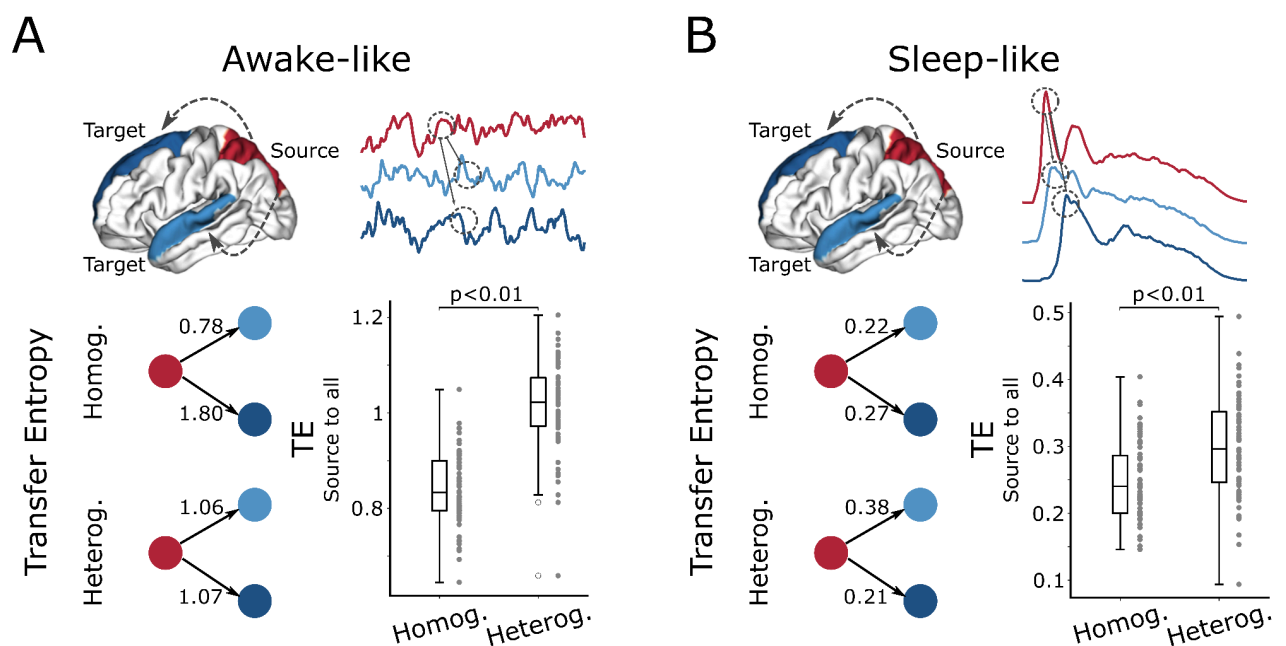 A
Awake-like
Target
Source
Target
Transfer Entropy
Homog.
0.78
1.80
Heterog.
1.06
1.07
TE
Source to all
p<0.01
1.2
1
0.8
Homog.
Heterog.
B
Sleep-like
Target
Source
Target
Transfer Entropy
Homog.
0.22
0.27
Heterog.
0.38
0.21
TE
Source to all
p<0.01
0.5
0.4
0.3
0.2
0.1
Homog.
Heterog.